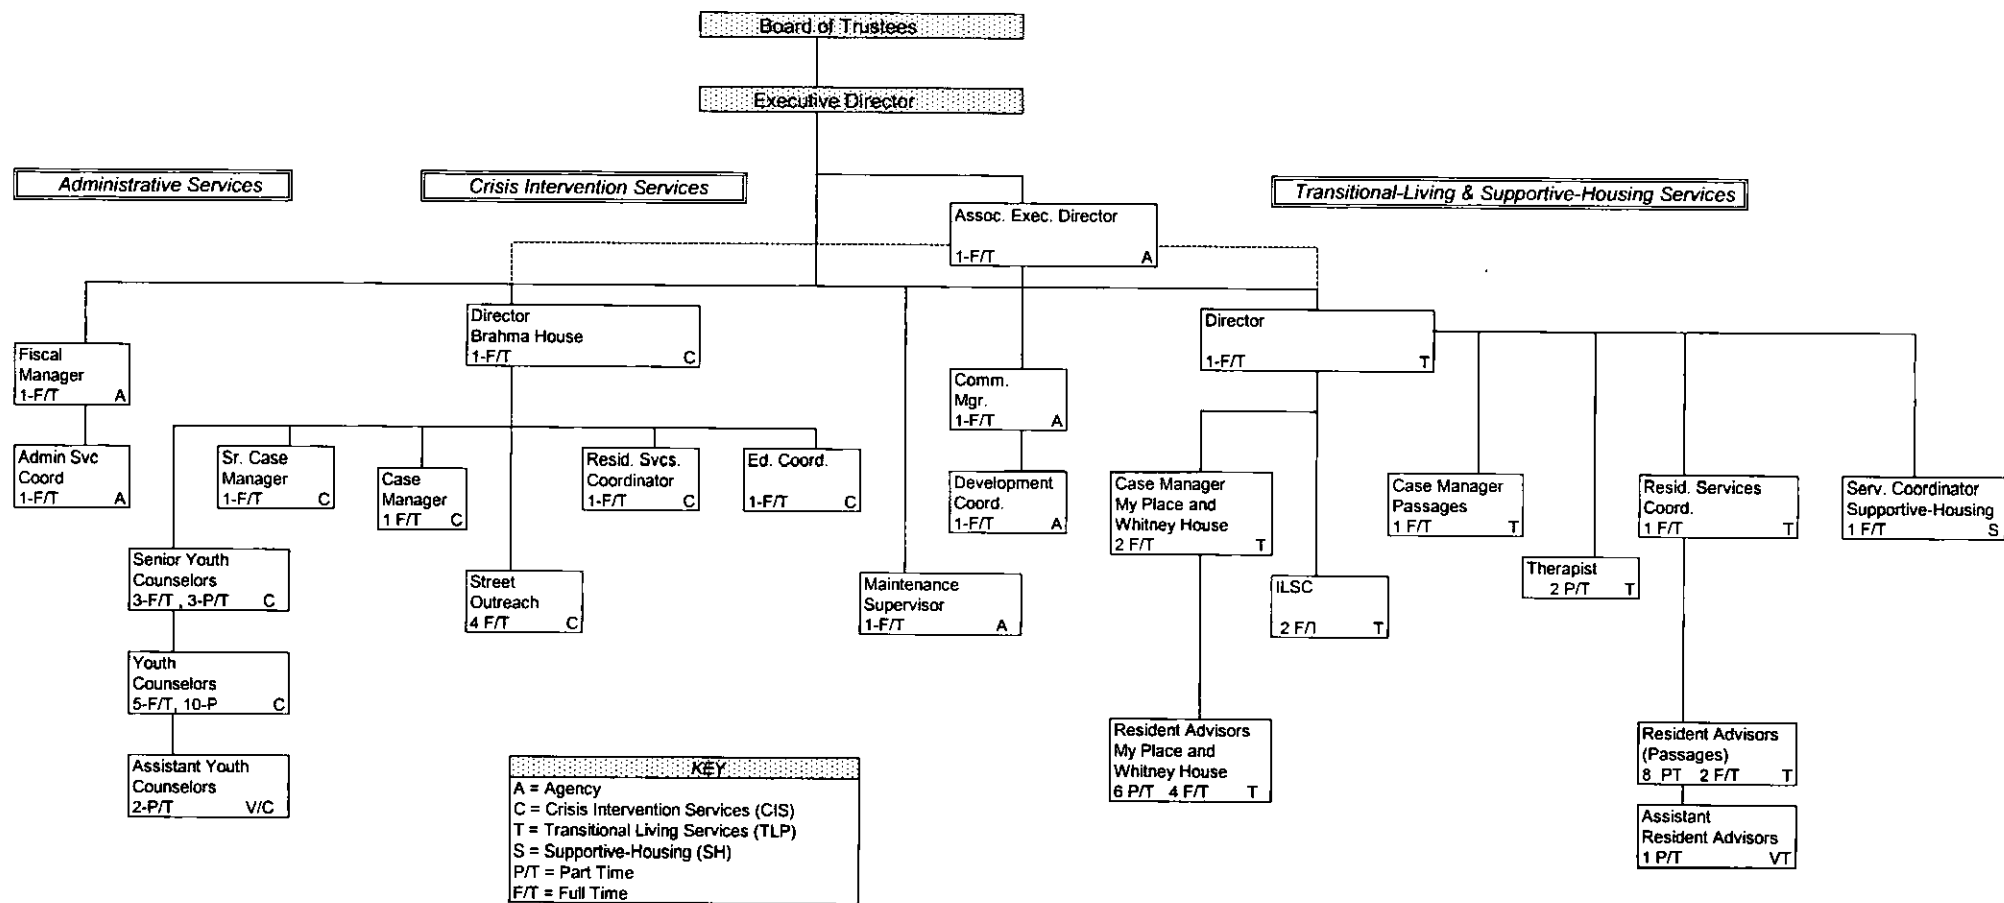 Board of Trustees
Executive Director
Administrative Services
Crisis Intervention Services
Transitional-Living & Supportive-Housing Services
Assoc. Exec. Director
1-F/T A
Director
Brahma House
1-F/T C
Director
1-F/T T
Fiscal
Manager
1-F/T A
Comm.
Mgr.
1-F/T A
Admin Svc
Coord
1-F/T A
Sr. Case
Manager
1-F/T C
Case
Manager
1 F/T C
Resid. Svcs.
Coordinator
1-F/T C
Ed. Coord.
1-F/T C
Development
Coord.
1-F/T A
Case Manager
My Place and
Whitney House
2 F/T T
Case Manager
Passages
1 F/T T
Resid. Services
Coord.
1 F/T T
Serv. Coordinator
Supportive-Housing
1 F/T S
Senior Youth
Counselors
3-F/T , 3-P/T C
Street
Outreach
4 F/T C
Maintenance
Supervisor
1-F/T A
ILSC
2 F/T T
Therapist
2 P/T T
Youth
Counselors
5-F/T, 10-P C
Assistant Youth
Counselors
2-P/T V/C
Resident Advisors
My Place and
Whitney House
6 P/T 4 F/T T
Resident Advisors
(Passages)
8 PT 2 F/T T
Assistant
Resident Advisors
1 P/T VT
KEY
A = Agency
C = Crisis Intervention Services (CIS)
T = Transitional Living Services (TLP)
S = Supportive-Housing (SH)
P/T = Part Time
F/T = Full Time